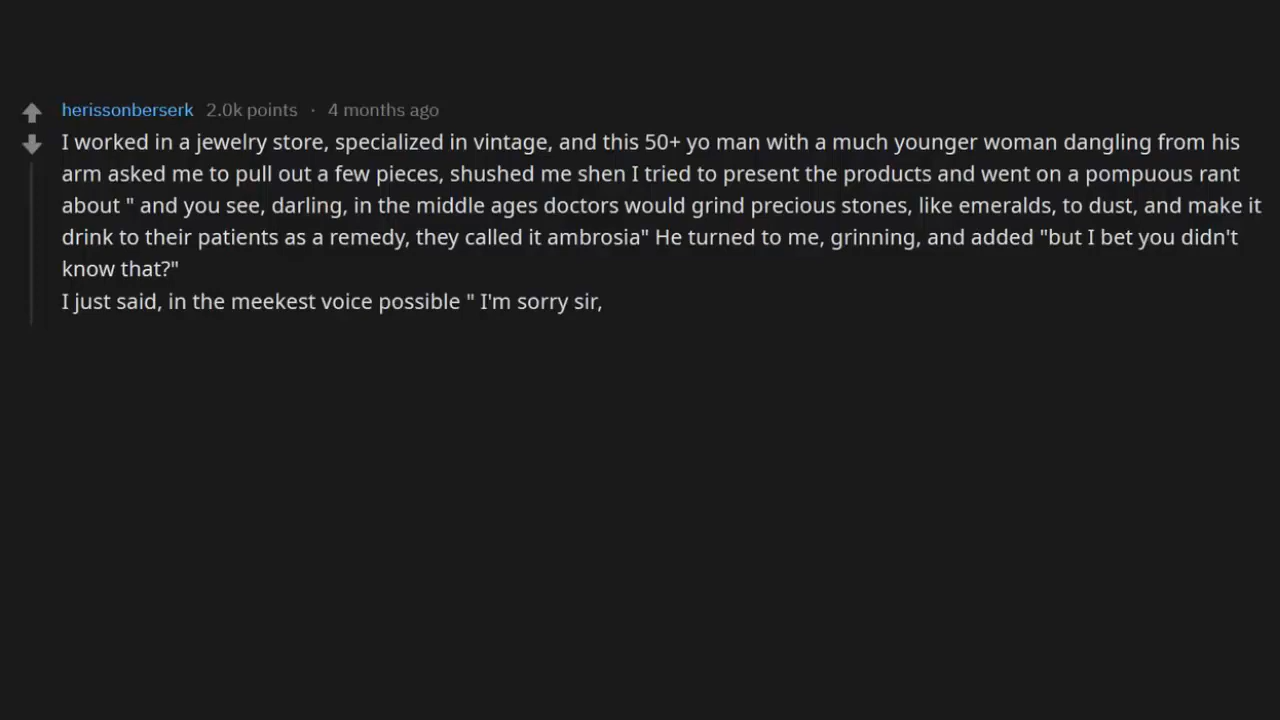 herissonberserk 2.0k points · 4 months ago
I worked in a jewelry store, specialized in vintage, and this 50+ yo man with a much younger woman dangling from his
arm asked me to pull out a few pieces, shushed me shen I tried to present the products and went on a pompuous rant
about " and you see, darling, in the middle ages doctors would grind precious stones, like emeralds, to dust, and make it
drink to their patients as a remedy, they called it ambrosia" He turned to me, grinning, and added "but I bet you didn't
know that?"
I just said, in the meekest voice possible " I'm sorry sir,